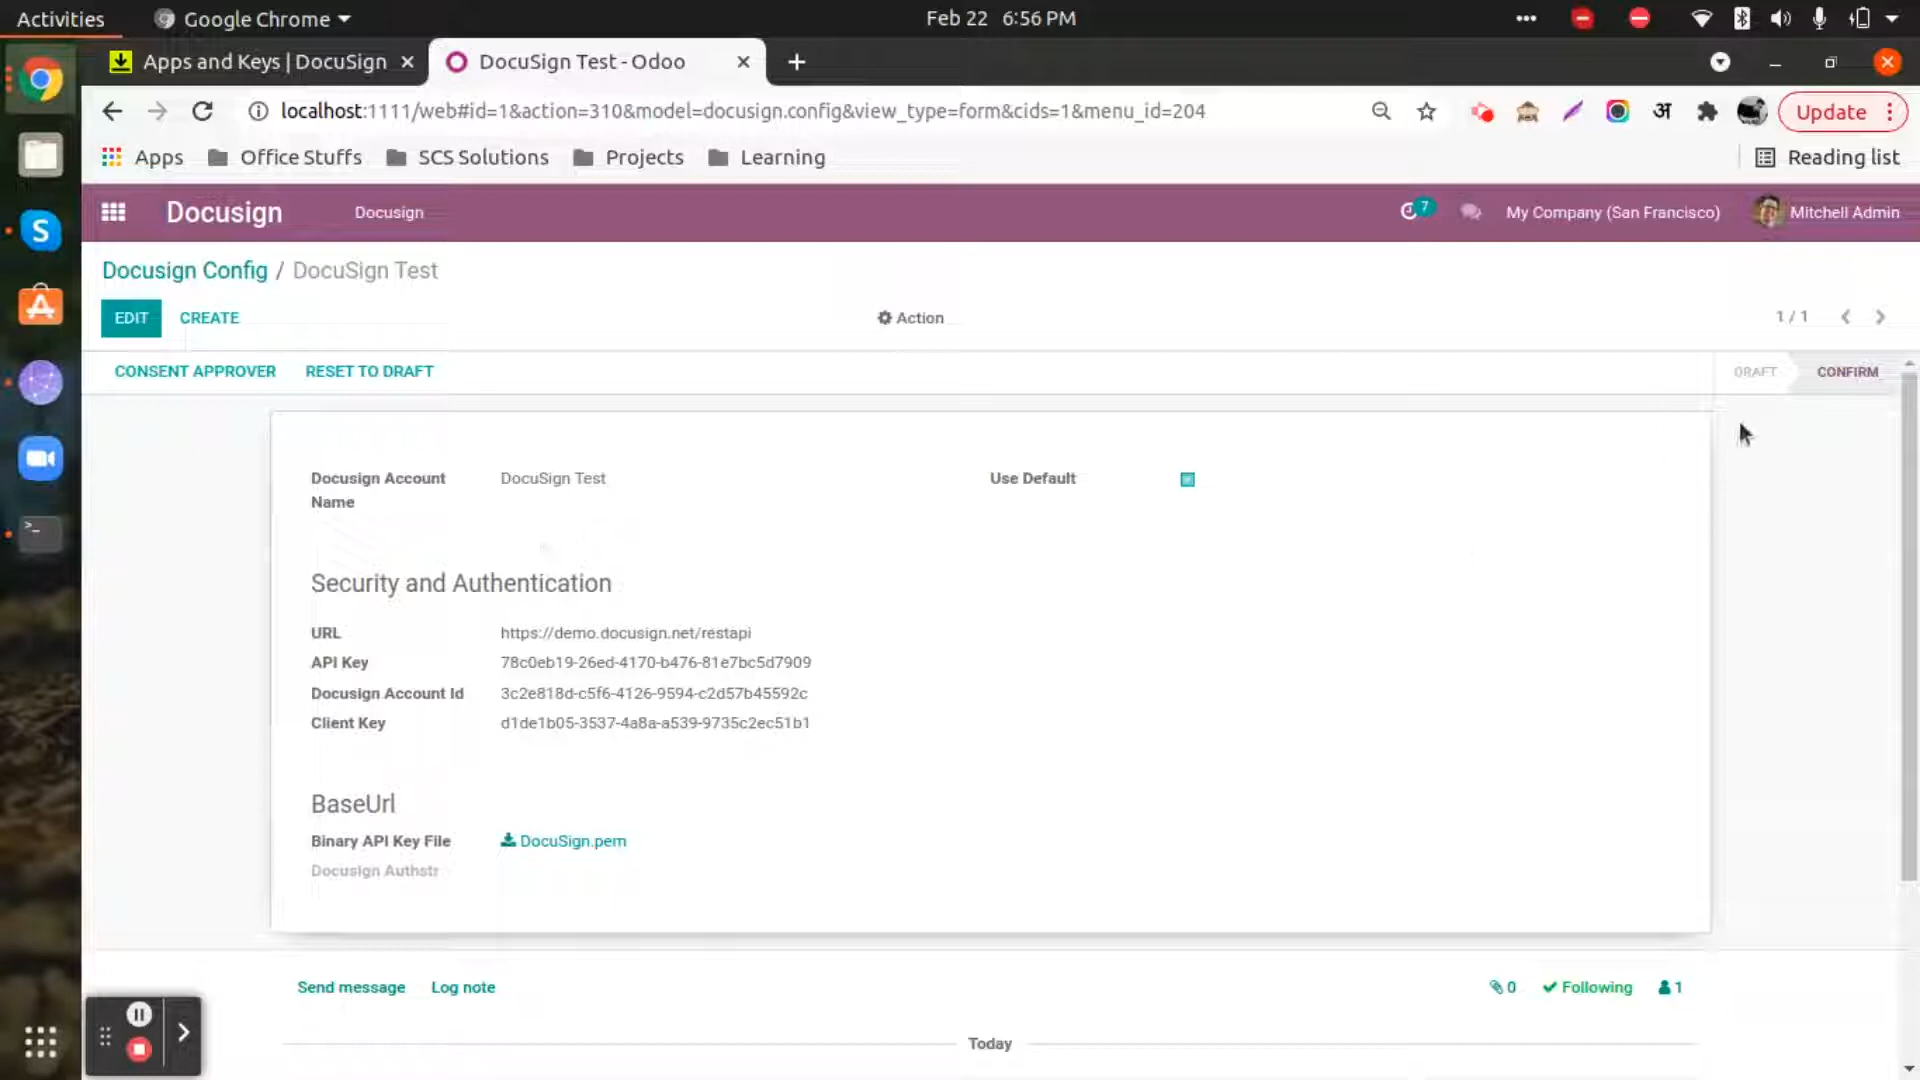 Activities
Google Chrome
Feb 22 6:56 PM
Apps and Keys | DocuSign
DocuSign Test - Odoo
localhost:1111/web#id=1&action=310&model=docusign.config&view_type=form&cids=1&menu_id=204
अ
Update
Apps
Office Stuffs
SCS Solutions
Projects
Learning
Reading list
Docusign
Docusign
7
My Company (San Francisco)
Mitchell Admin
Docusign Config / DocuSign Test
EDIT
CREATE
Action
1 / 1
CONSENT APPROVER
RESET TO DRAFT
DRAFT
CONFIRM
Docusign Account
Name
DocuSign Test
Use Default
Security and Authentication
URL
https://demo.docusign.net/restapi
API Key
78c0eb19-26ed-4170-b476-81e7bc5d7909
Docusign Account Id
3c2e818d-c5f6-4126-9594-c2d57b45592c
Client Key
d1de1b05-3537-4a8a-a539-9735c2ec51b1
BaseUrl
Binary API Key File
DocuSign.pem
Docusign Authstr
Send message
Log note
0
Following
1
Today